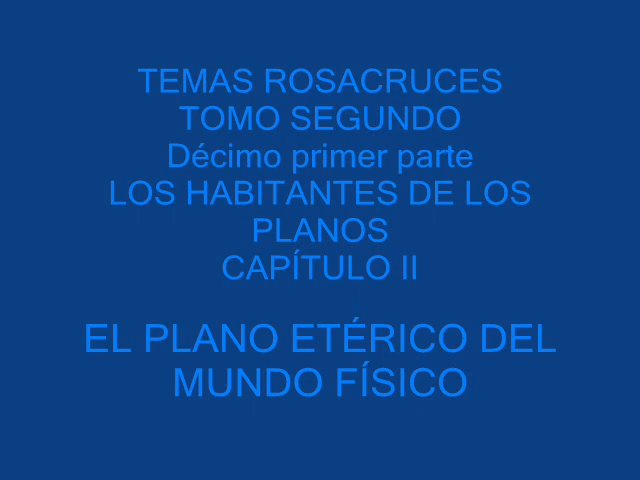 TEMAS ROSACRUCES
TOMO SEGUNDO
Décimo primer parte
LOS HABITANTES DE LOS
PLANOS
CAPÍTULO II
EL PLANO ETÉRICO DEL
MUNDO FÍSICO